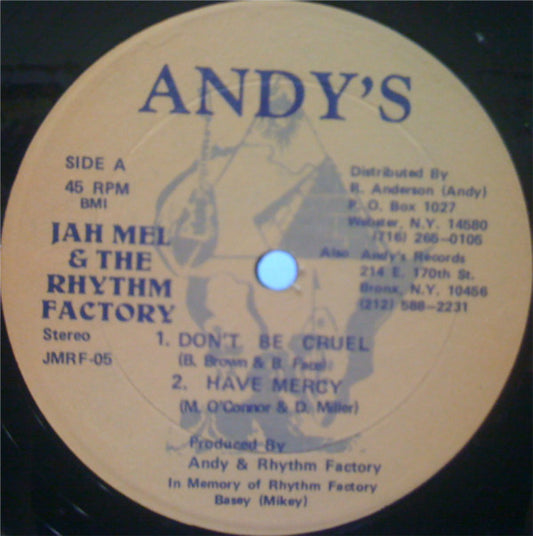 ANDY'S
SIDE A
45 RPM
BMI
JAH MEL
& THE
RHYTHM
FACTORY
Stereo
JMRF-05
Distributed By
R. Anderson (Andy)
P. O. Box 1027
Webster, N.Y. 14580
(716) 265-0105
Also Andy's Records
214 E. 170th St.
Bronx, N.Y. 10456
(212) 588-2231
1. DON'T BE CRUEL
(B. Brown & B. Face)
2. HAVE MERCY
(M. O'Connor & D. Miller)
Produced By
Andy & Rhythm Factory
In Memory of Rhythm Factory
Basey (Mikey)